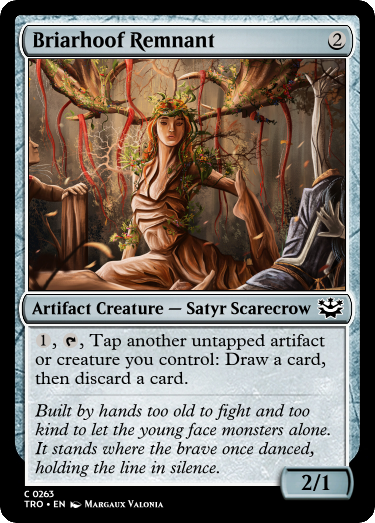 Briarhoof Remnant 2
Artifact Creature — Satyr Scarecrow
1, , Tap another untapped artifact
or creature you control: Draw a card,
then discard a card.
Built by hands too old to fight and too
kind to let the young face monsters alone.
It stands where the brave once danced,
holding the line in silence.
2/1
C 0263
TRO • EN Margaux Valonia